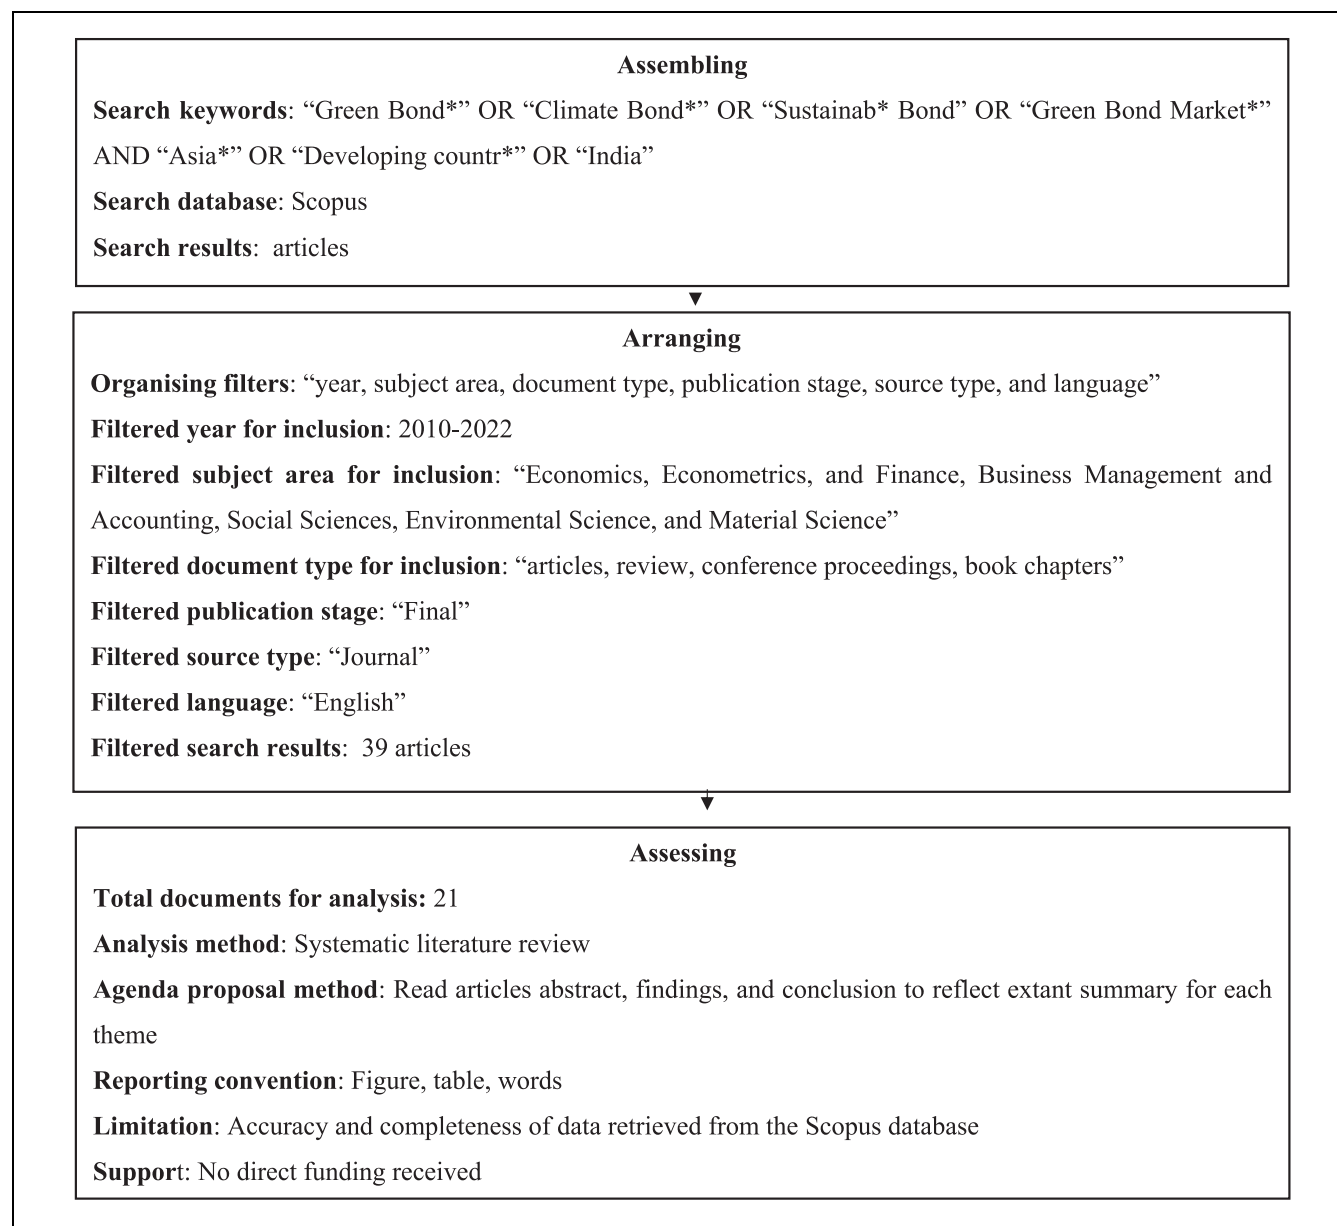 Assembling
Search keywords: “Green Bond*” OR “Climate Bond*” OR “Sustainab* Bond” OR “Green Bond Market*”
AND “Asia*” OR “Developing countr*” OR “India”
Search database: Scopus
Search results:  articles
Arranging
Organising filters: “year, subject area, document type, publication stage, source type, and language”
Filtered year for inclusion: 2010-2022
Filtered subject area for inclusion: “Economics, Econometrics, and Finance, Business Management and
Accounting, Social Sciences, Environmental Science, and Material Science”
Filtered document type for inclusion: “articles, review, conference proceedings, book chapters”
Filtered publication stage: “Final”
Filtered source type: “Journal”
Filtered language: “English”
Filtered search results:  39 articles
Assessing
Total documents for analysis: 21
Analysis method: Systematic literature review
Agenda proposal method: Read articles abstract, findings, and conclusion to reflect extant summary for each
theme
Reporting convention: Figure, table, words
Limitation: Accuracy and completeness of data retrieved from the Scopus database
Support: No direct funding received